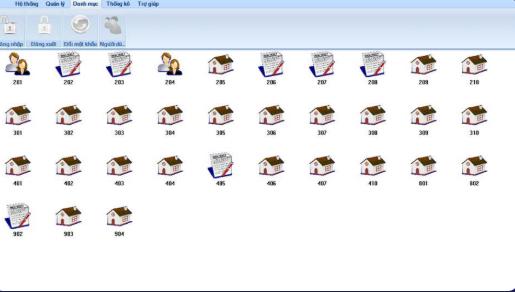 Hệ thống Quản lý Danh mục Thống kê Trợ giúp
Đăng nhập Đăng xuất Đổi mật khẩu Người dù...
201 202 203 204 205 206 207 208 209 210
301 302 303 304 305 306 307 308 309 310
401 402 403 404 405 406 407 410 801 802
902 903 904